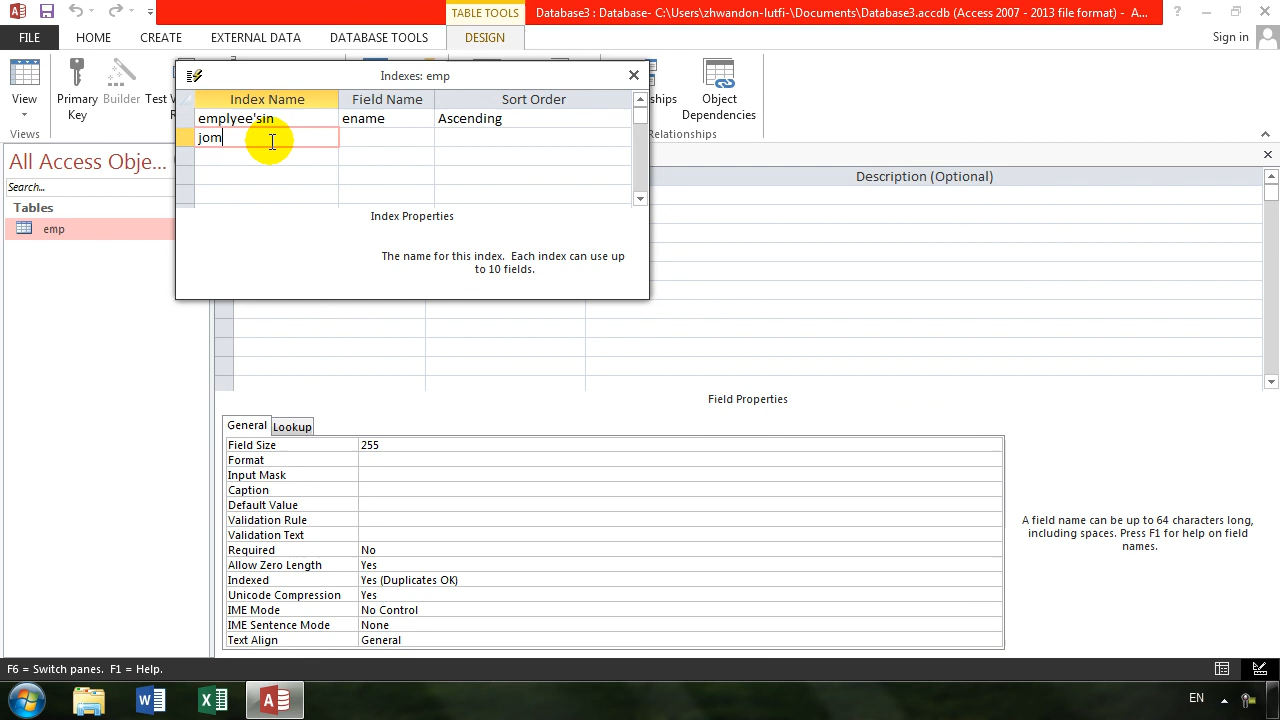 TABLE TOOLS
Database3 : Database- C:\Users\zhwandon-lutfi-\Documents\Database3.accdb (Access 2007 - 2013 file format) - A...
FILE
HOME
CREATE
EXTERNAL DATA
DATABASE TOOLS
DESIGN
Sign in
View
Primary Key
Builder
Test
Object Dependencies
Views
Relationships
Indexes: emp
Index Name
Field Name
Sort Order
emplyee'sin
ename
Ascending
jom
Index Properties
The name for this index. Each index can use up
to 10 fields.
All Access Obje...
Search...
Tables
emp
Description (Optional)
Field Properties
General
Lookup
Field Size 255
Format
Input Mask
Caption
Default Value
Validation Rule
Validation Text
Required No
Allow Zero Length Yes
Indexed Yes (Duplicates OK)
Unicode Compression Yes
IME Mode No Control
IME Sentence Mode None
Text Align General
A field name can be up to 64 characters long,
including spaces. Press F1 for help on field
names.
F6 = Switch panes. F1 = Help.
EN